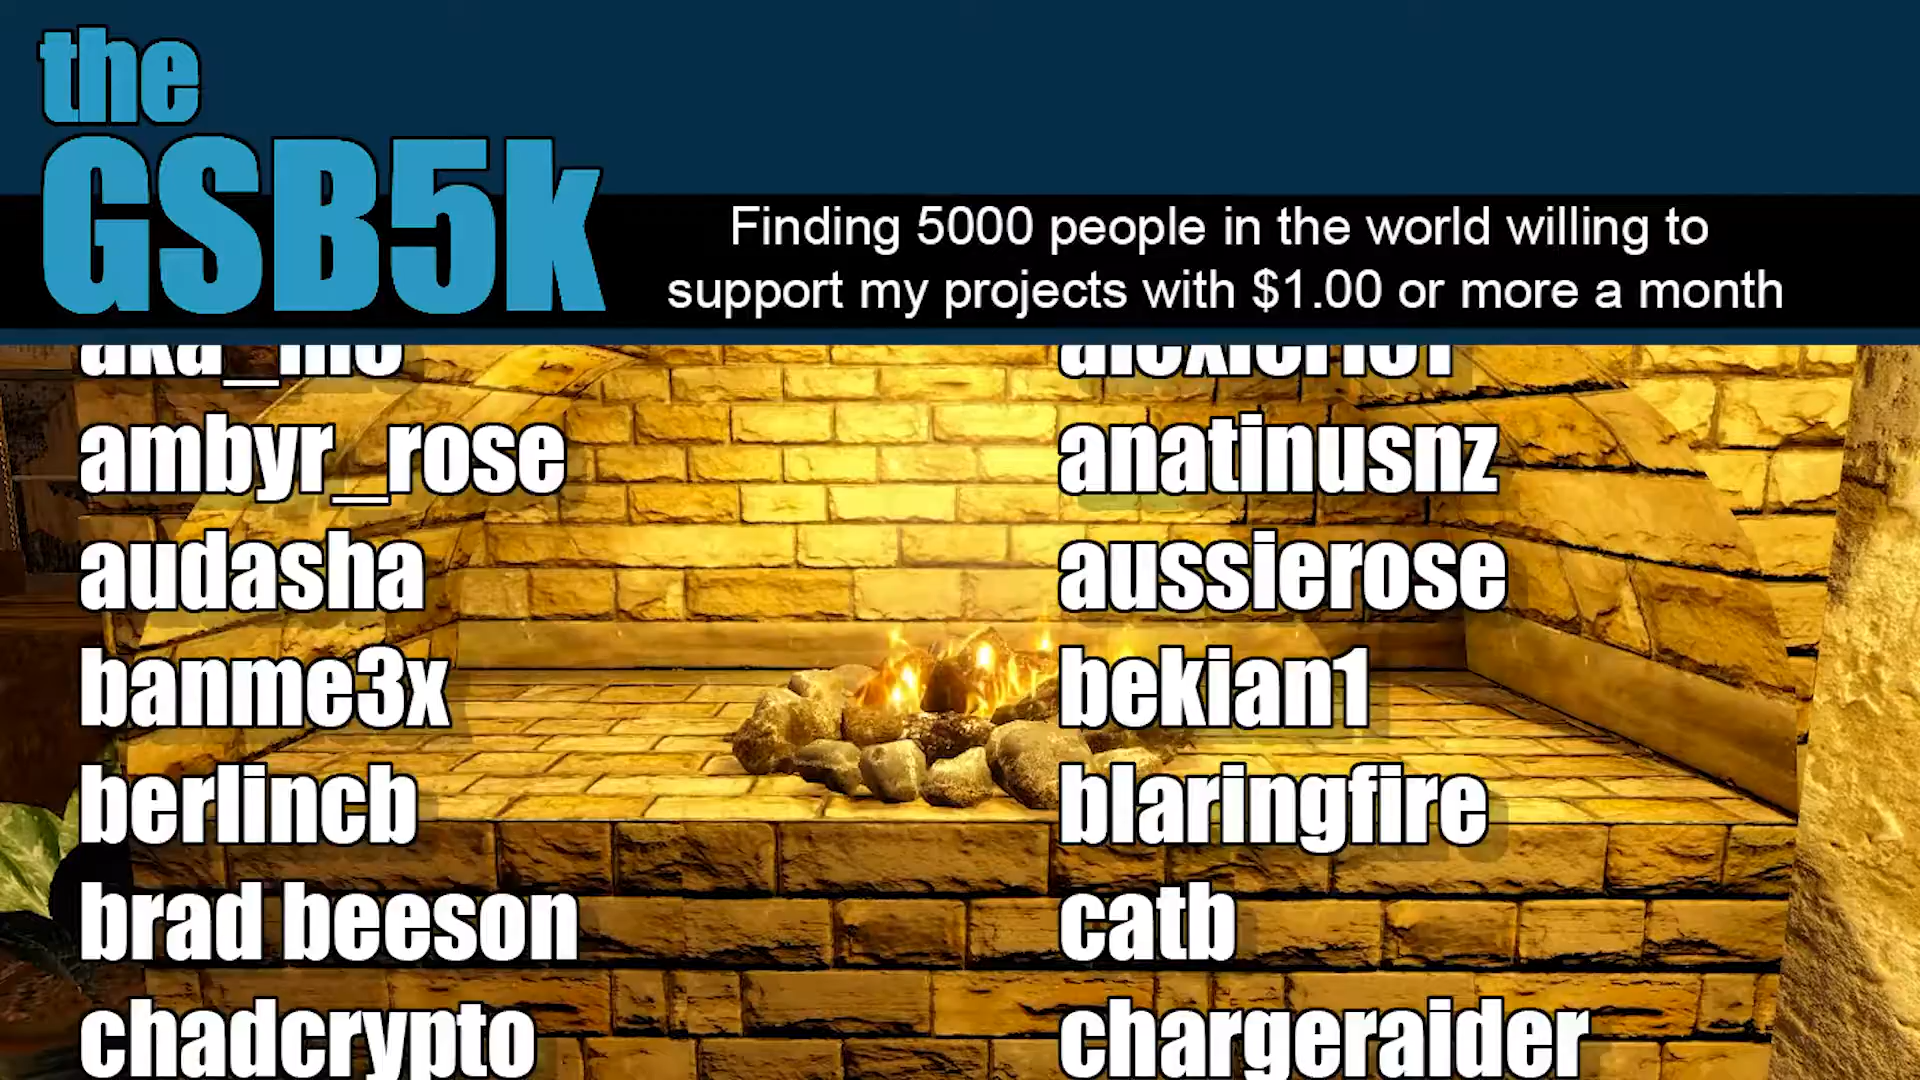 the
GSB5k
Finding 5000 people in the world willing to
support my projects with $1.00 or more a month
ambyr_rose
anatinusnz
audasha
aussierose
banme3x
bekian1
berlincb
blaringfire
brad beeson
catb
chadcrypto
chargeraider